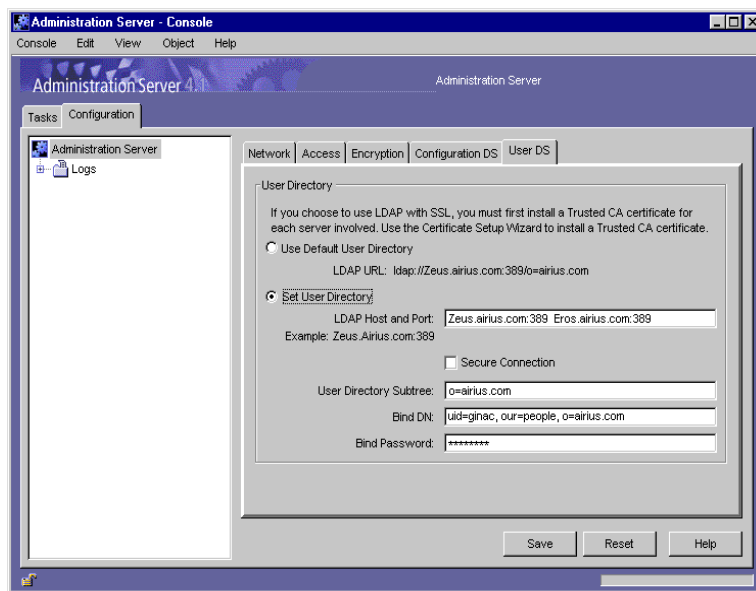 Administration Server - Console
Console Edit View Object Help
Administration Server 4.1
Administration Server
Tasks Configuration
Administration Server
Logs
Network Access Encryption Configuration DS User DS
User Directory
If you choose to use LDAP with SSL, you must first install a Trusted CA certificate for
each server involved. Use the Certificate Setup Wizard to install a Trusted CA certificate.
Use Default User Directory
LDAP URL: ldap://Zeus.airius.com:389/o=airius.com
Set User Directory
LDAP Host and Port: Zeus.airius.com:389 Eros.airius.com:389
Example: Zeus.Airius.com:389
Secure Connection
User Directory Subtree: o=airius.com
Bind DN: uid=ginac, our=people, o=airius.com
Bind Password: ********
Save Reset Help